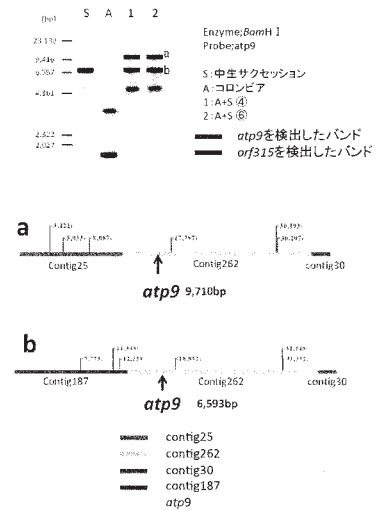 [bp]
S A 1 2
23,130
9,416
6,557
4,361
2,322
2,027
a
b
Enzyme;BamH I
Probe;atp9
S:中生サクセッション
A:コロンビア
1:A+S ④
2:A+S ⑥
atp9を検出したバンド
orf315を検出したバンド
a
Contig25
Contig262
contig30
atp9 9,710bp
b
Contig187
Contig262
contig30
atp9 6,593bp
contig25
contig262
contig30
contig187
atp9